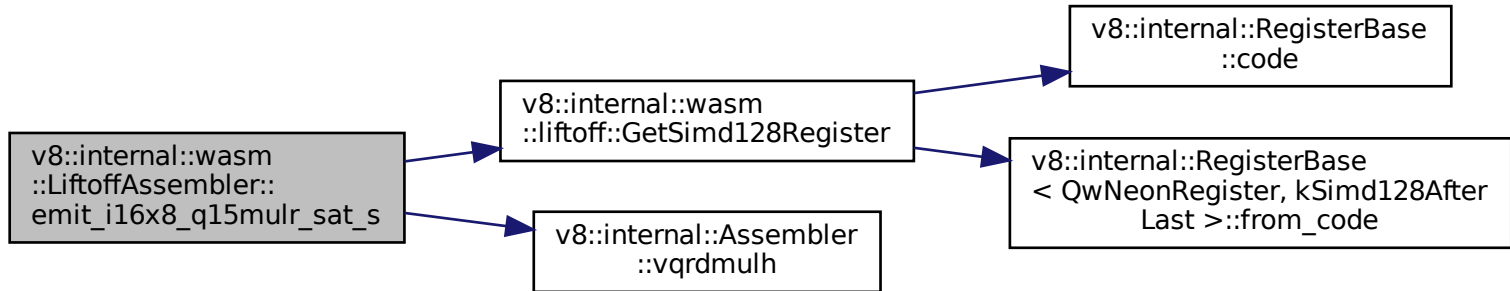 v8::internal::wasm
::LiftoffAssembler::
emit_i16x8_q15mulr_sat_s
v8::internal::wasm
::liftoff::GetSimd128Register
v8::internal::Assembler
::vqrdmulh
v8::internal::RegisterBase
::code
v8::internal::RegisterBase
< QwNeonRegister, kSimd128After
Last >::from_code